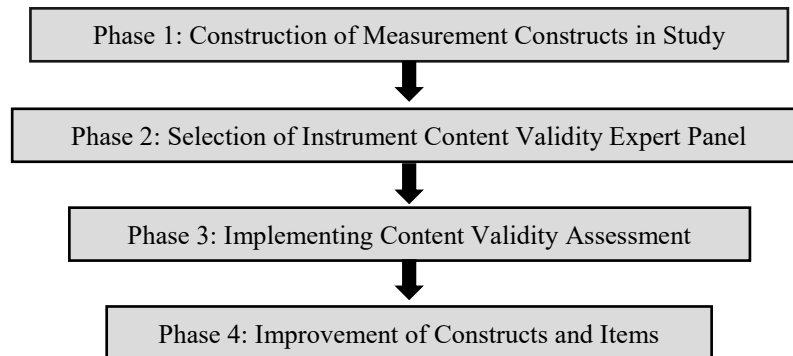 Phase 1: Construction of Measurement Constructs in Study
Phase 2: Selection of Instrument Content Validity Expert Panel
Phase 3: Implementing Content Validity Assessment
Phase 4: Improvement of Constructs and Items